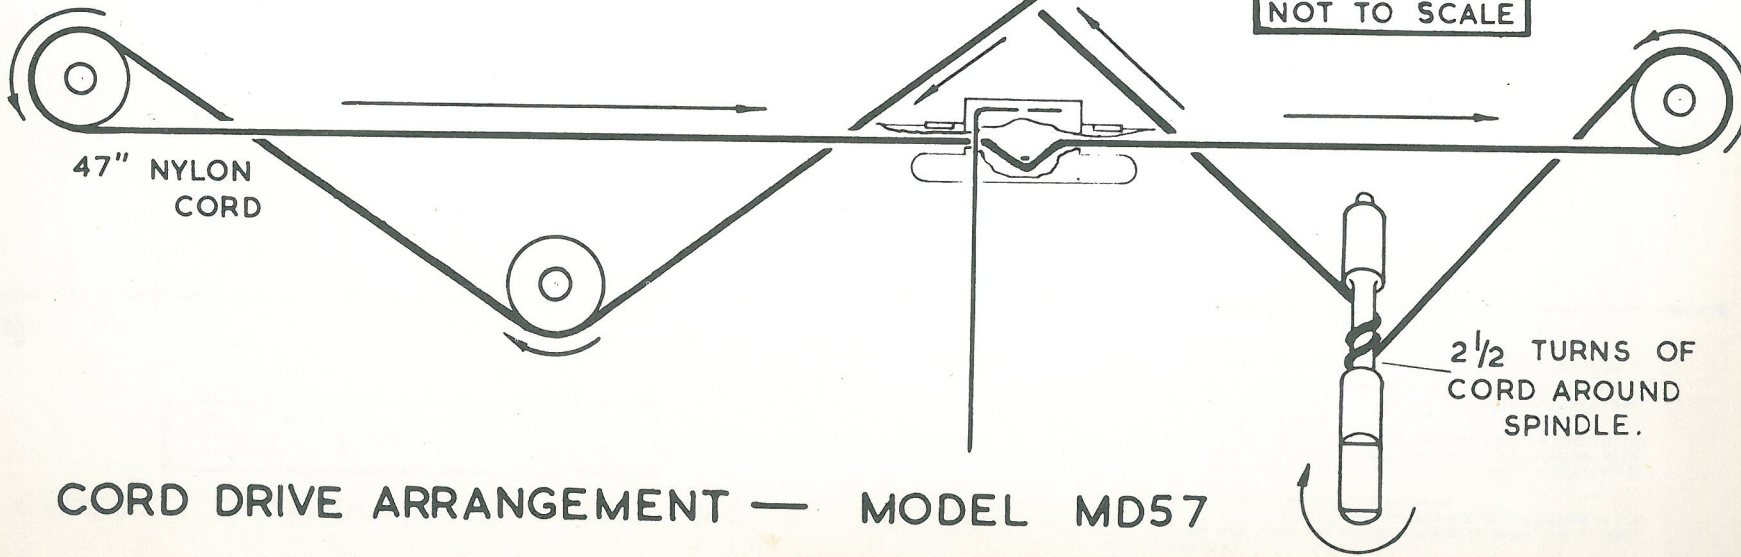 NOT TO SCALE
47" NYLON
CORD
2 1/2 TURNS OF
CORD AROUND
SPINDLE.
CORD DRIVE ARRANGEMENT — MODEL MD57